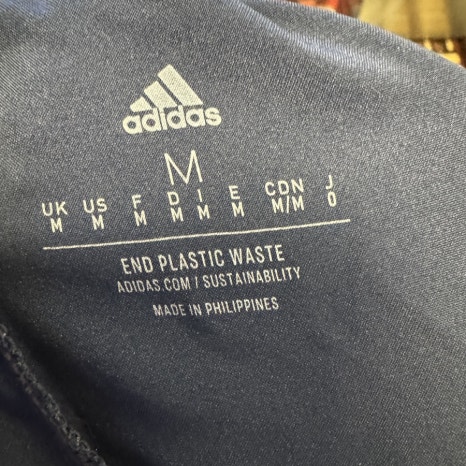 adidas
M
UK US F D I E CDN J
M M M M M M M/M O
END PLASTIC WASTE
ADIDAS.COM / SUSTAINABILITY
MADE IN PHILIPPINES